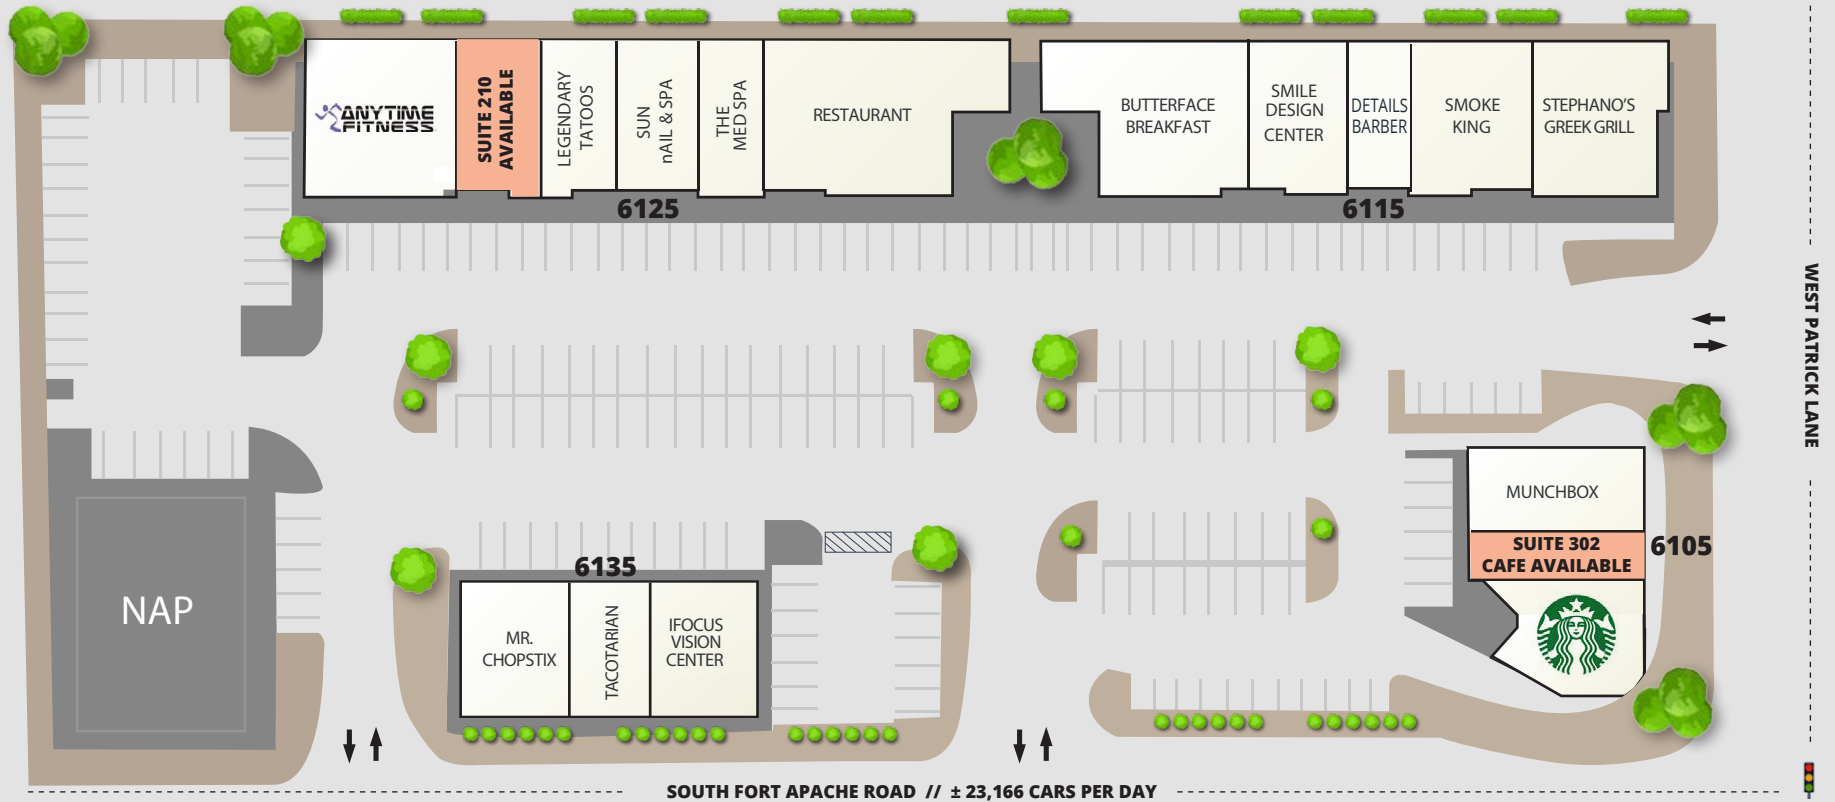 ANYTIME
FITNESS
SUITE 210
AVAILABLE
LEGENDARY
TATOOS
SUN
nAIL & SPA
THE
MED SPA
RESTAURANT
BUTTERFACE
BREAKFAST
SMILE
DESIGN
CENTER
DETAILS
BARBER
SMOKE
KING
STEPHANO'S
GREEK GRILL
6125
6115
WEST PATRICK LANE
MUNCHBOX
SUITE 302
CAFE AVAILABLE
6105
6135
MR.
CHOPSTIX
TACOTARIAN
IFOCUS
VISION
CENTER
NAP
SOUTH FORT APACHE ROAD // ± 23,166 CARS PER DAY